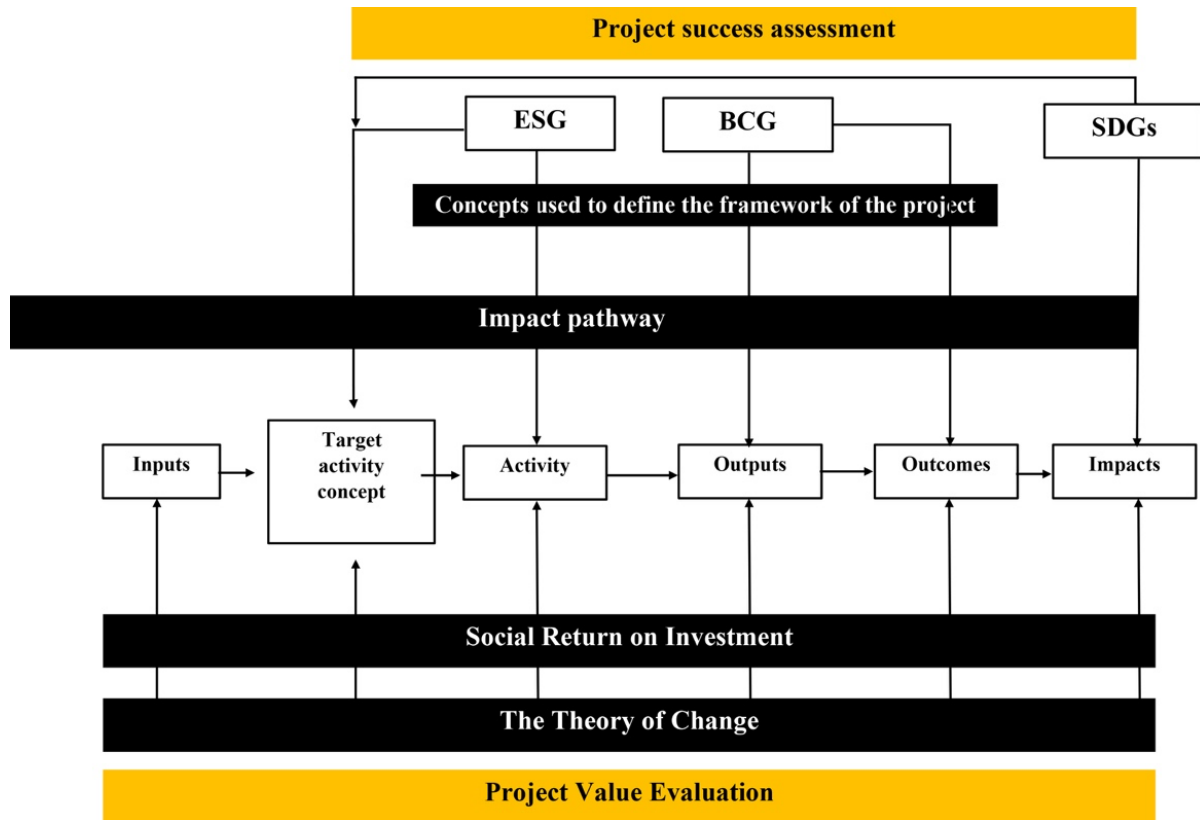 Project success assessment
ESG
BCG
SDGs
Concepts used to define the framework of the project
Impact pathway
Inputs
Target
activity
concept
Activity
Outputs
Outcomes
Impacts
Social Return on Investment
The Theory of Change
Project Value Evaluation